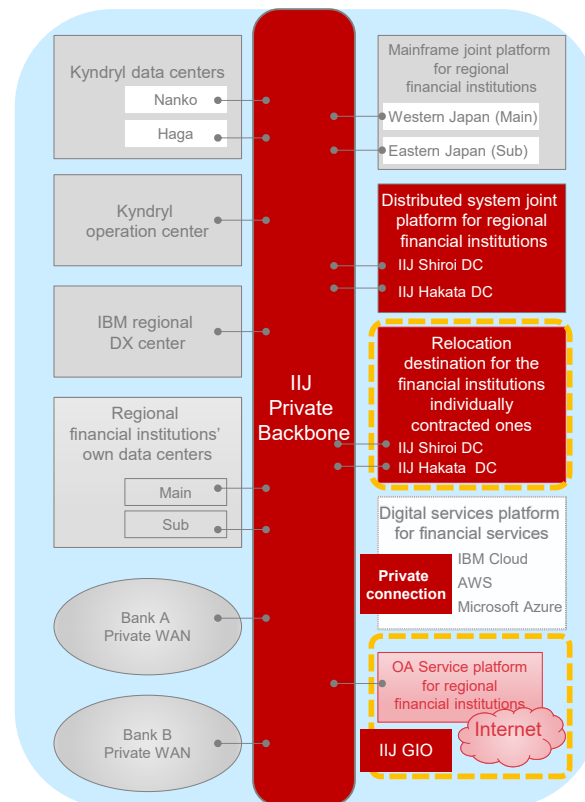 Kyndryl data centers
Nanko
Haga
Kyndryl
operation center
IBM regional
DX center
Regional
financial institutions'
own data centers
Main
Sub
Bank A
Private WAN
Bank B
Private WAN
IIJ
Private
Backbone
Mainframe joint platform
for regional
financial institutions
Western Japan (Main)
Eastern Japan (Sub)
Distributed system joint
platform for regional
financial institutions
IIJ Shiroi DC
IIJ Hakata DC
Relocation
destination for the
financial institutions
individually
contracted ones
IIJ Shiroi DC
IIJ Hakata DC
Digital services platform
for financial services
Private
connection
IBM Cloud
AWS
Microsoft Azure
OA Service platform
for regional
financial institutions
Internet
IIJ GIO